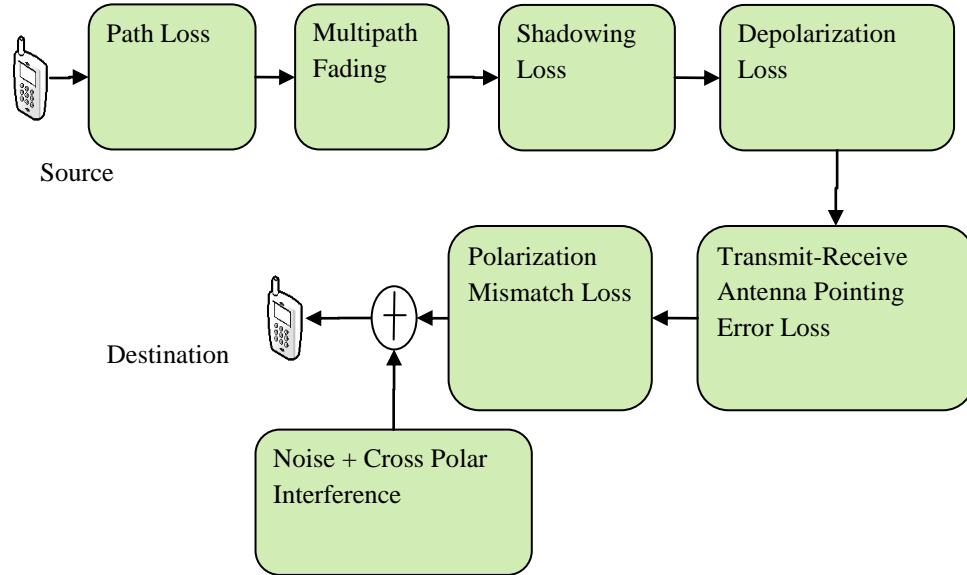 Path Loss
Multipath
Fading
Shadowing
Loss
Depolarization
Loss
Source
Transmit-Receive
Antenna Pointing
Error Loss
Polarization
Mismatch Loss
Destination
Noise + Cross Polar
Interference